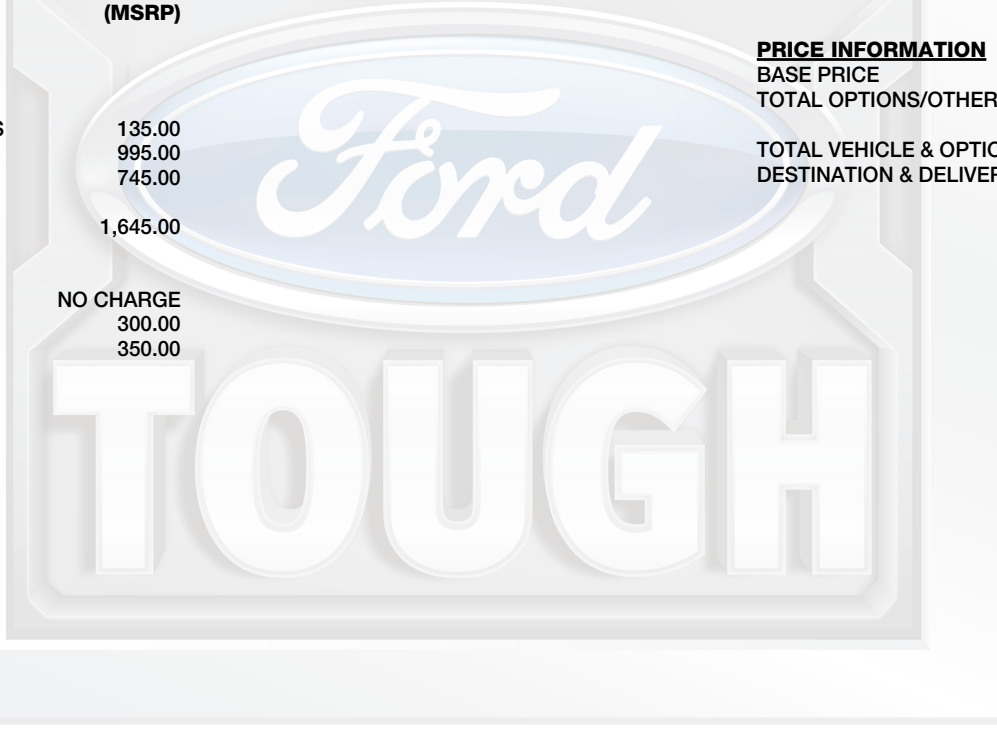 (MSRP)
S 135.00
995.00
745.00
1,645.00
NO CHARGE
300.00
350.00
PRICE INFORMATION
BASE PRICE
TOTAL OPTIONS/OTHER
TOTAL VEHICLE & OPTIO
DESTINATION & DELIVER
Ford
TOUGH